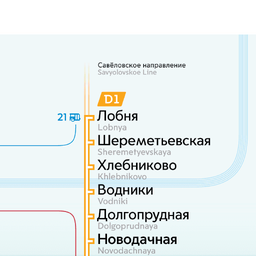 Савёловское направление
Savyolovskoe Line
D1
21
Лобня
Lobnya
Шереметьевская
Sheremetyevskaya
Хлебниково
Khlebnikovo
Водники
Vodniki
Долгопрудная
Dolgoprudnaya
Новодачная
Novodachnaya